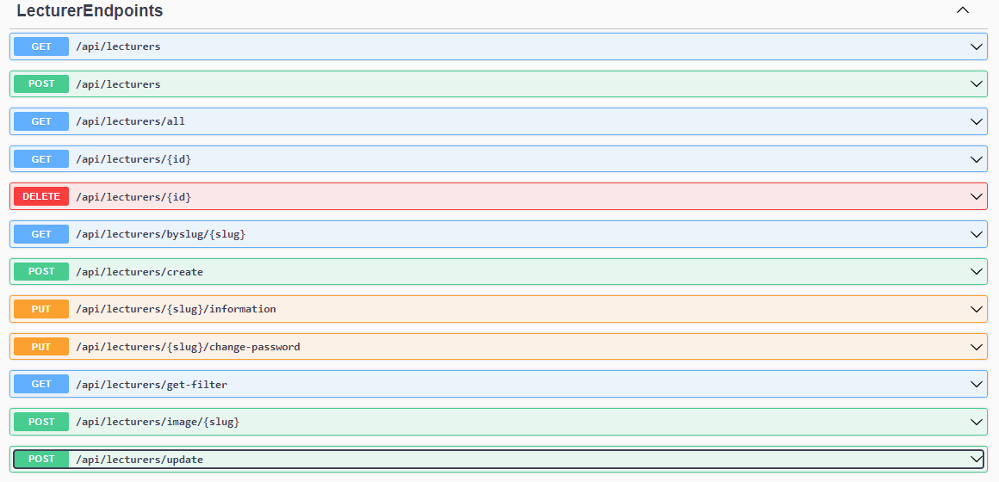 LecturerEndpoints
GET /api/lecturers
POST /api/lecturers
GET /api/lecturers/all
GET /api/lecturers/{id}
DELETE /api/lecturers/{id}
GET /api/lecturers/byslug/{slug}
POST /api/lecturers/create
PUT /api/lecturers/{slug}/information
PUT /api/lecturers/{slug}/change-password
GET /api/lecturers/get-filter
POST /api/lecturers/image/{slug}
POST /api/lecturers/update